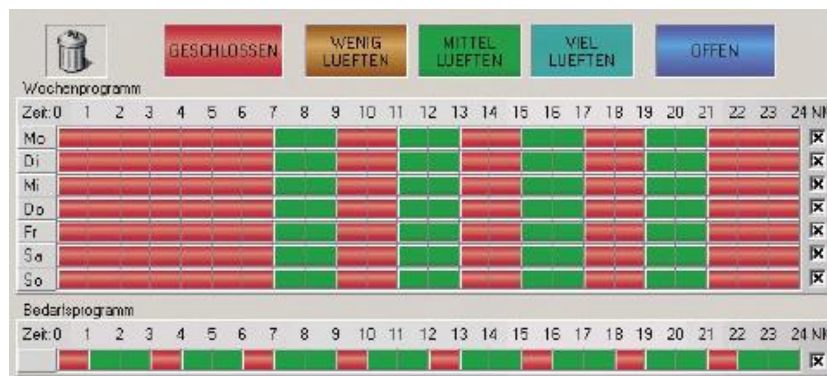 GESCHLOSSEN WENIG LUEFTEN MITTEL LUEFTEN VIEL LUEFTEN OFFEN
Wochenprogramm
Zeit: 0 1 2 3 4 5 6 7 8 9 10 11 12 13 14 15 16 17 18 19 20 21 22 23 24 NK
Mo
Di
Mi
Do
Fr
Sa
So
Bedarfsprogramm
Zeit: 0 1 2 3 4 5 6 7 8 9 10 11 12 13 14 15 16 17 18 19 20 21 22 23 24 NK